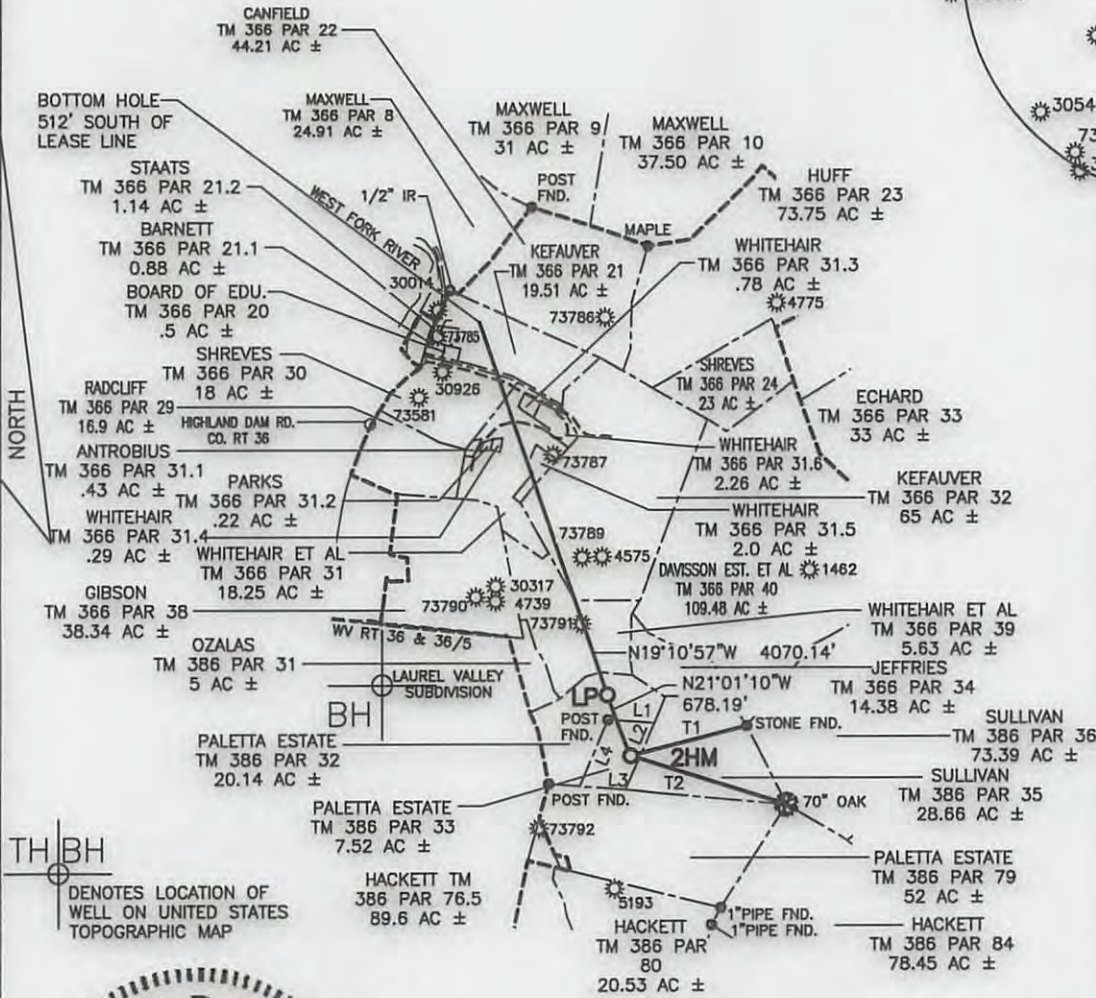 CANFIELD
TM 366 PAR 22
44.21 AC ±
BOTTOM HOLE
512' SOUTH OF
LEASE LINE
MAXWELL
TM 366 PAR 8
24.91 AC ±
MAXWELL
TM 366 PAR 9
31 AC ±
MAXWELL
TM 366 PAR 10
37.50 AC ±
3054
73
HUFF
TM 366 PAR 23
73.75 AC ±
STAATS
TM 366 PAR 21.2
1.14 AC ±
1/2" IR
POST
FND.
MAPLE
WEST FORK RIVER
BARNETT
TM 366 PAR 21.1
0.88 AC ±
KEFAUVER
TM 366 PAR 21
19.51 AC ±
WHITEHAIR
TM 366 PAR 31.3
.78 AC ±
30014
4775
BOARD OF EDU.
TM 366 PAR 20
.5 AC ±
73786
73785
SHREVES
TM 366 PAR 30
18 AC ±
30926
73581
SHREVES
TM 366 PAR 24
23 AC ±
ECHARD
TM 366 PAR 33
33 AC ±
RADCLIFF
TM 366 PAR 29
16.9 AC ±
HIGHLAND DAM RD.
CO. RT 36
NORTH
ANTROBIUS
TM 366 PAR 31.1
.43 AC ±
73787
WHITEHAIR
TM 366 PAR 31.6
2.26 AC ±
KEFAUVER
TM 366 PAR 32
65 AC ±
PARKS
TM 366 PAR 31.2
.22 AC ±
WHITEHAIR
TM 366 PAR 31.4
.29 AC ±
WHITEHAIR
TM 366 PAR 31.5
2.0 AC ±
73789
4575
WHITEHAIR ET AL
TM 366 PAR 31
18.25 AC ±
DAVISSON EST. ET AL
TM 366 PAR 40
109.48 AC ±
1462
GIBSON
TM 366 PAR 38
38.34 AC ±
30317
73790
4739
73791
WHITEHAIR ET AL
TM 366 PAR 39
5.63 AC ±
WV RT 36 & 36/5
OZALAS
TM 386 PAR 31
5 AC ±
N19°10'57"W 4070.14'
JEFFRIES
TM 366 PAR 34
14.38 AC ±
LAUREL VALLEY
SUBDIVISION
BH
N21°01'10"W
678.19'
LP
L1
POST
FND.
L2
T1
STONE FND.
SULLIVAN
TM 386 PAR 36
73.39 AC ±
PALETTA ESTATE
TM 386 PAR 32
20.14 AC ±
L4
2HM
L3
T2
SULLIVAN
TM 386 PAR 35
28.66 AC ±
POST FND.
70" OAK
PALETTA ESTATE
TM 386 PAR 33
7.52 AC ±
73792
TH BH
DENOTES LOCATION OF
WELL ON UNITED STATES
TOPOGRAPHIC MAP
PALETTA ESTATE
TM 386 PAR 79
52 AC ±
HACKETT TM
386 PAR 76.5
89.6 AC ±
5193
1"PIPE FND.
1"PIPE FND.
HACKETT
TM 386 PAR
80
20.53 AC ±
HACKETT
TM 386 PAR 84
78.45 AC ±